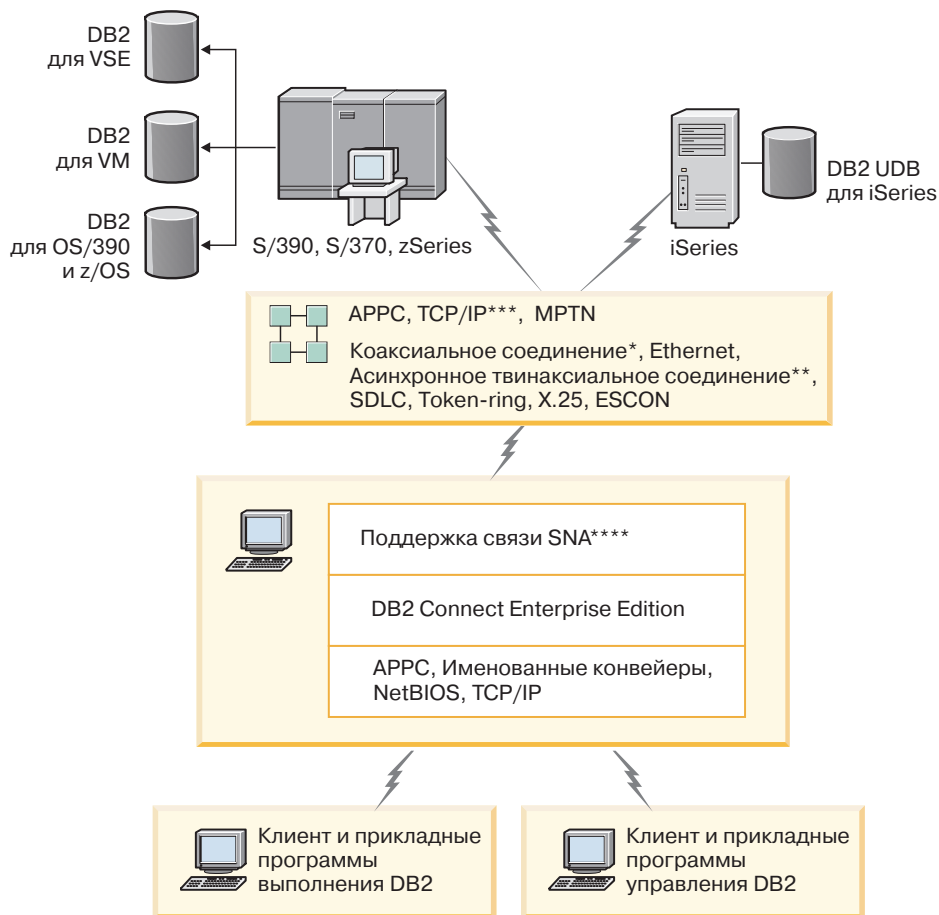 DB2
для VSE
DB2
для VM
DB2
для OS/390
и z/OS
S/390, S/370, zSeries
iSeries
DB2 UDB
для iSeries
APPC, TCP/IP***, MPTN
Коаксиальное соединение*, Ethernet,
Асинхронное твинаксиальное соединение**,
SDLC, Token-ring, X.25, ESCON
Поддержка связи SNA****
DB2 Connect Enterprise Edition
APPC, Именованные конвейеры,
NetBIOS, TCP/IP
Клиент и прикладные
программы
выполнения DB2
Клиент и прикладные
программы
управления DB2